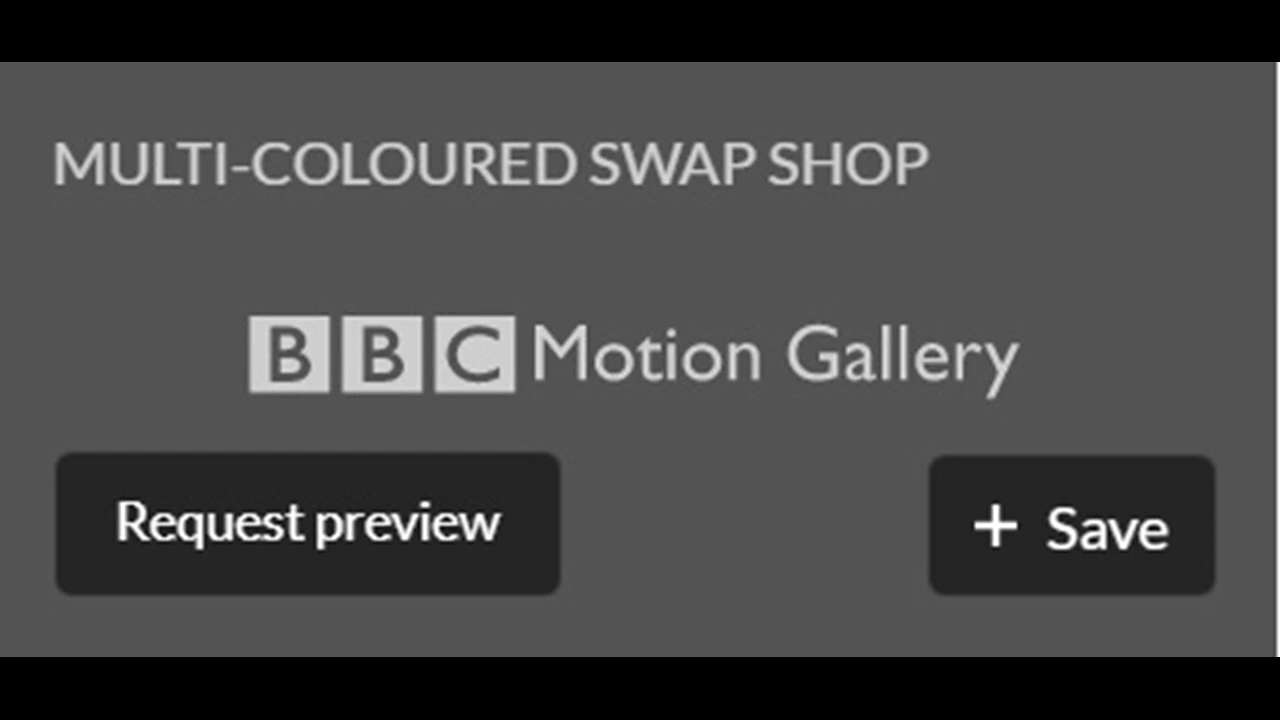 MULTI-COLOURED SWAP SHOP
BBC Motion Gallery
Request preview
+ Save